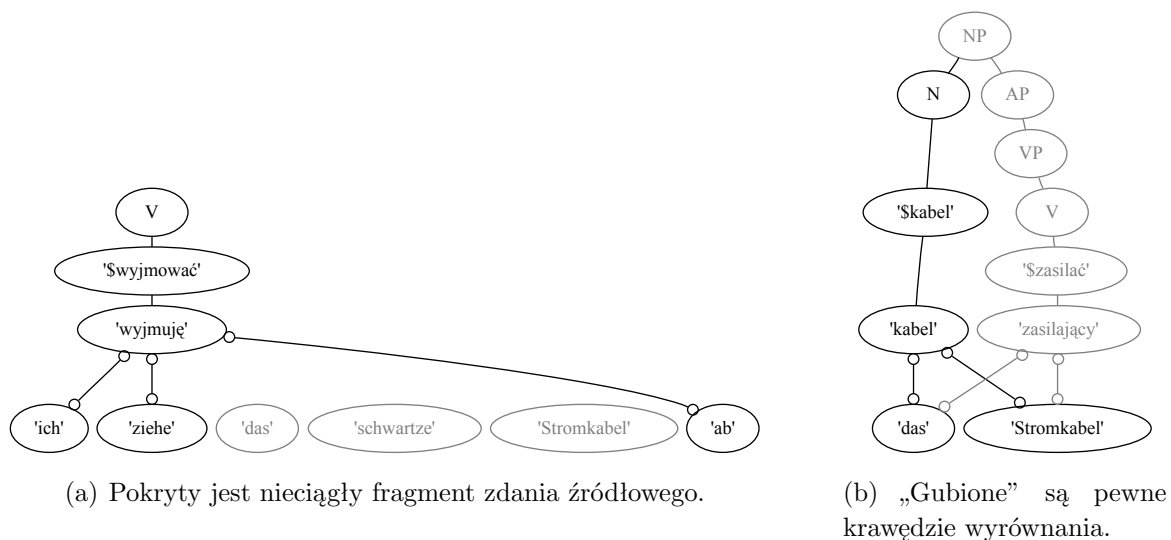 NP
N
AP
VP
V
'$kabel'
V
'$wyjmować'
'$zasilać'
'wyjmuję'
'kabel'
'zasilający'
'ich'
'ziehe'
'das'
'schwartze'
'Stromkabel'
'ab'
'das'
'Stromkabel'
(a) Pokryty jest nieciągły fragment zdania źródłowego.
(b) „Gubione” są pewne
krawędzie wyrównania.